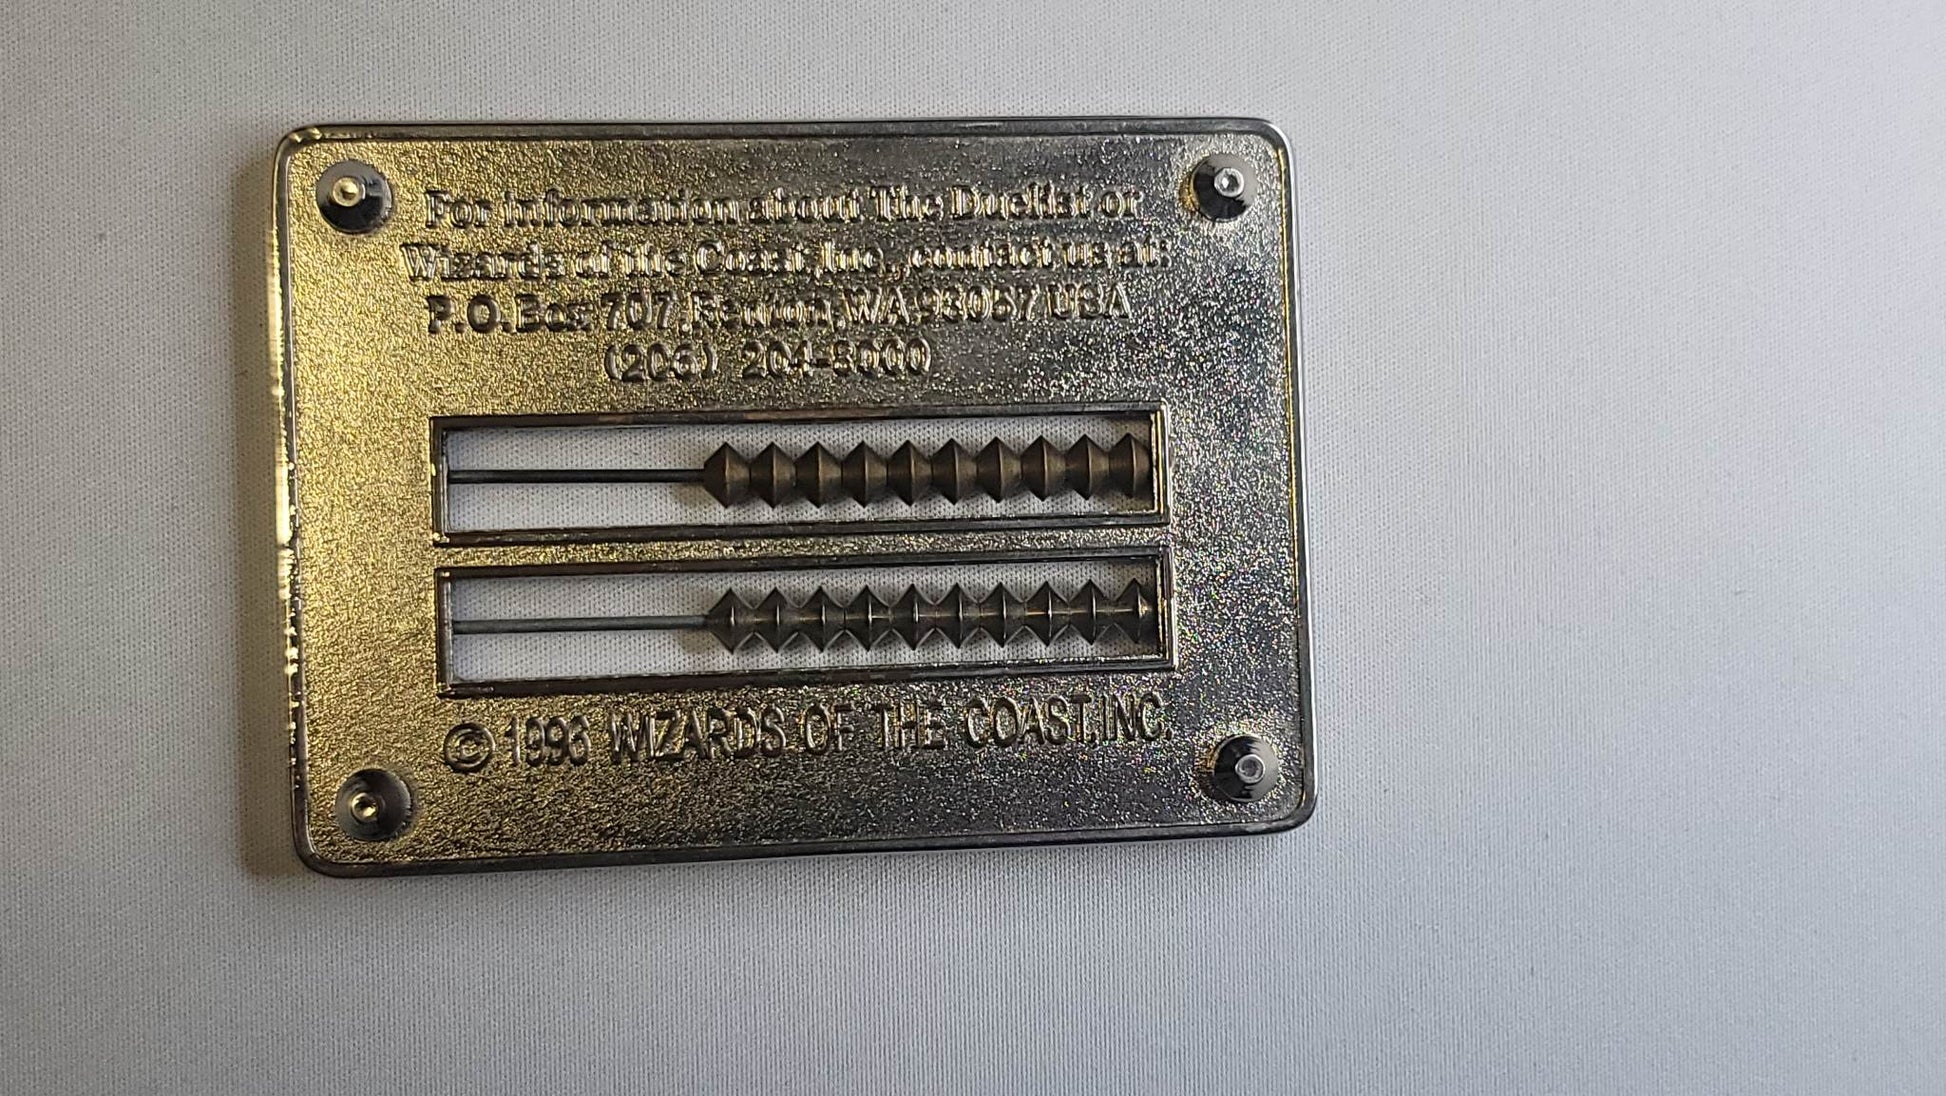 For information about The Duelist or
Wizards of the Coast, Inc., contact us at:
P.O. Box 707, Renton, WA 98057 USA
(206) 204-8000
© 1996 WIZARDS OF THE COAST, INC.